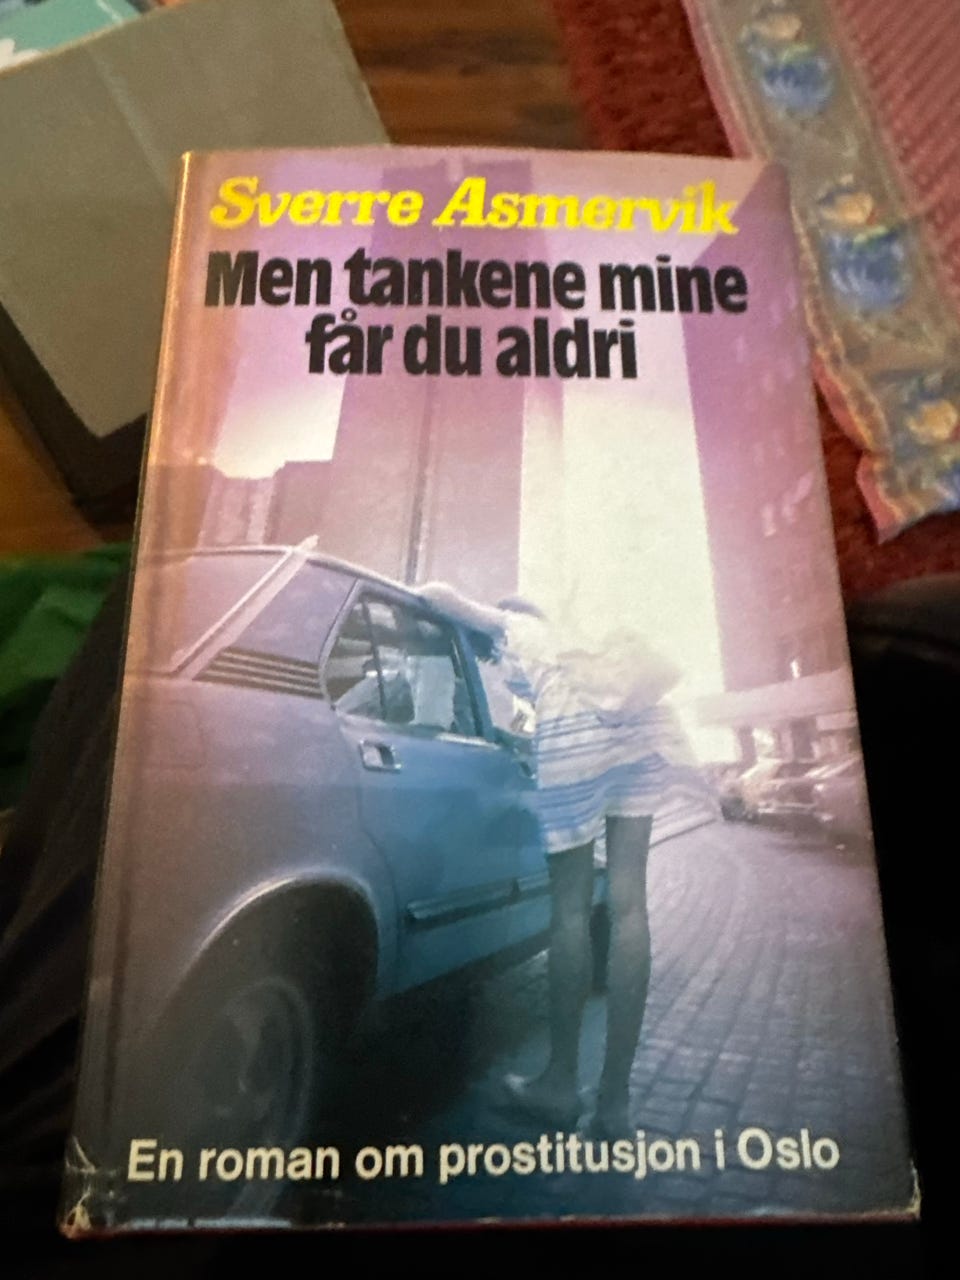 Sverre Asmervik
Men tankene mine
får du aldri
En roman om prostitusjon i Oslo